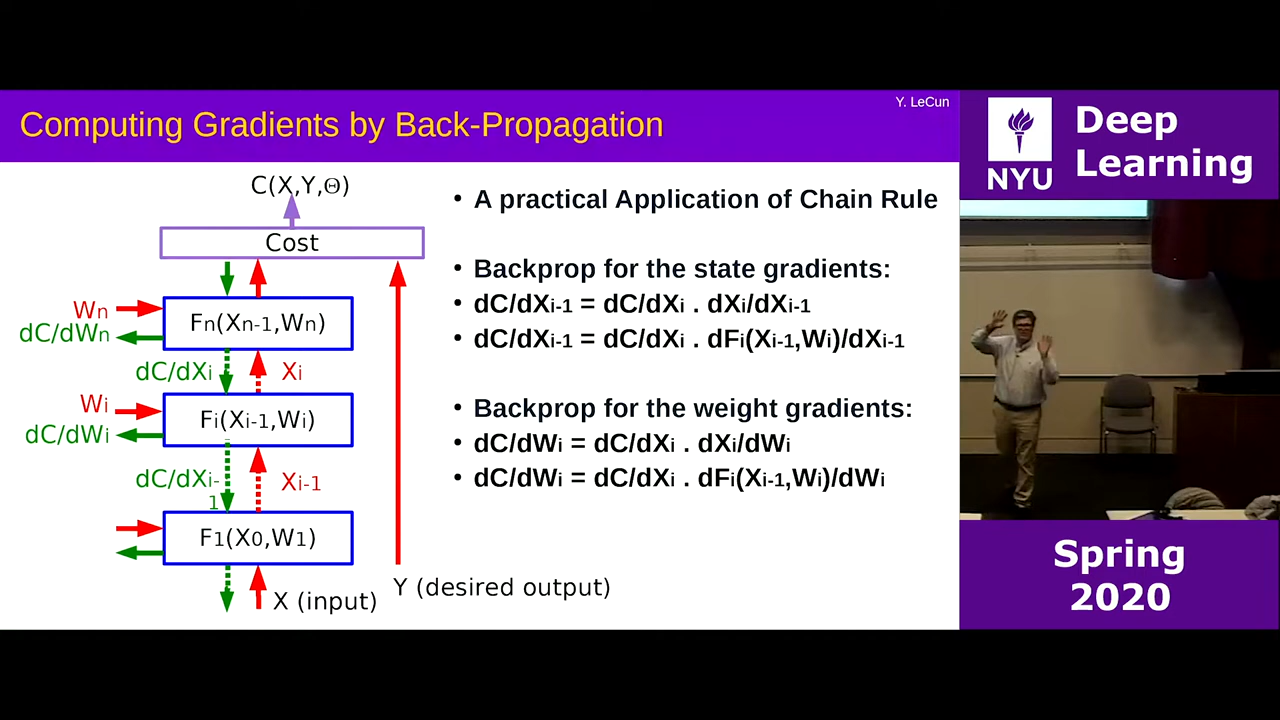 Y. LeCun
Computing Gradients by Back-Propagation
C(X,Y,Θ)
Cost
Wn
dC/dWn
Fn(Xn-1,Wn)
dC/dXi
Xi
Wi
dC/dWi
Fi(Xi-1,Wi)
dC/dXi-
1
Xi-1
F1(X0,W1)
X (input)
Y (desired output)
• A practical Application of Chain Rule
• Backprop for the state gradients:
• dC/dXi-1 = dC/dXi . dXi/dXi-1
• dC/dXi-1 = dC/dXi . dFi(Xi-1,Wi)/dXi-1
• Backprop for the weight gradients:
• dC/dWi = dC/dXi . dXi/dWi
• dC/dWi = dC/dXi . dFi(Xi-1,Wi)/dWi
NYU
Deep
Learning
Spring
2020